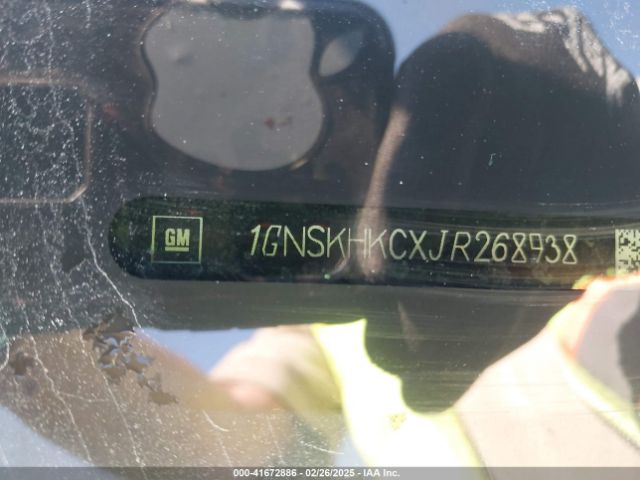 GM 1GNSKHKCXJR268938
000-41672886 - 02/26/2025 - IAA Inc.